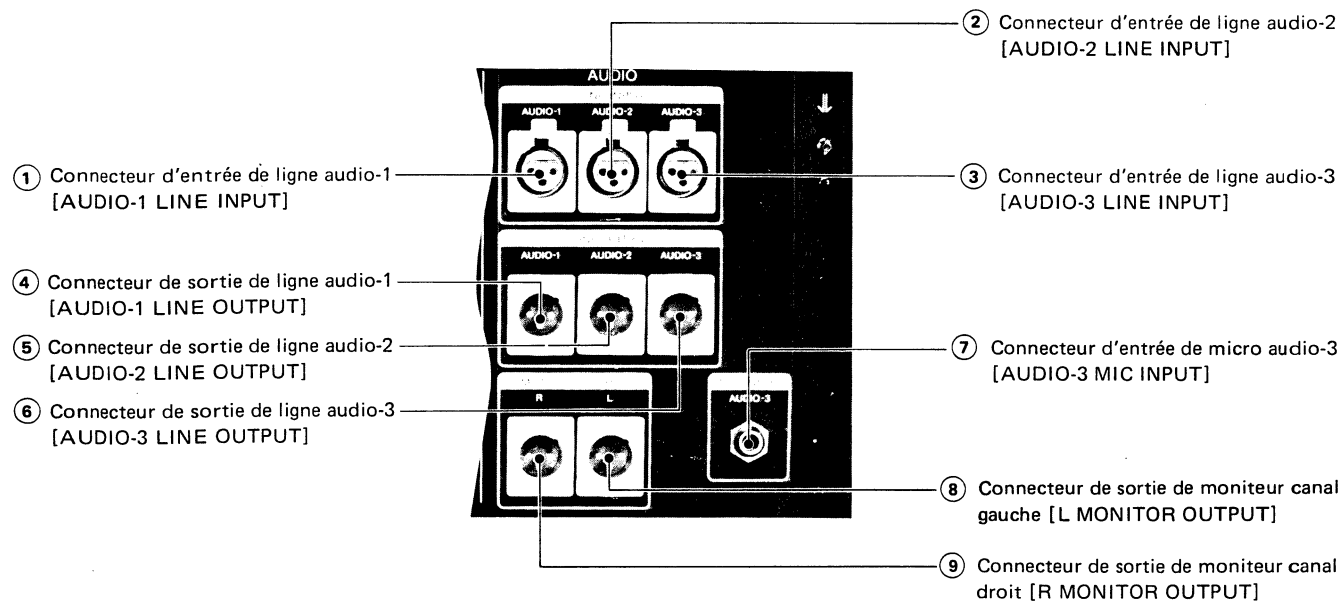 ② Connecteur d'entrée de ligne audio-2
[AUDIO-2 LINE INPUT]
AUDIO
AUDIO-1 AUDIO-2 AUDIO-3
① Connecteur d'entrée de ligne audio-1
[AUDIO-1 LINE INPUT]
③ Connecteur d'entrée de ligne audio-3
[AUDIO-3 LINE INPUT]
AUDIO-1 AUDIO-2 AUDIO-3
④ Connecteur de sortie de ligne audio-1
[AUDIO-1 LINE OUTPUT]
⑤ Connecteur de sortie de ligne audio-2
[AUDIO-2 LINE OUTPUT]
⑥ Connecteur de sortie de ligne audio-3
[AUDIO-3 LINE OUTPUT]
⑦ Connecteur d'entrée de micro audio-3
[AUDIO-3 MIC INPUT]
R L
AUDIO-3
⑧ Connecteur de sortie de moniteur canal
gauche [L MONITOR OUTPUT]
⑨ Connecteur de sortie de moniteur canal
droit [R MONITOR OUTPUT]